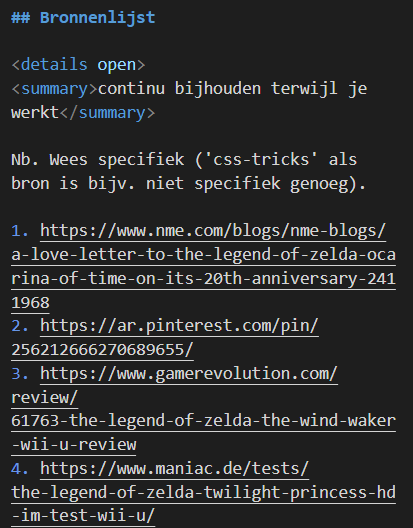 ## Bronnenlijst
<details open>
<summary>continu bijhouden terwijl je
werkt</summary>
Nb. Wees specifiek ('css-tricks' als
bron is bijv. niet specifiek genoeg).
1. https://www.nme.com/blogs/nme-blogs/
a-love-letter-to-the-legend-of-zelda-oca
rina-of-time-on-its-20th-anniversary-241
1968
2. https://ar.pinterest.com/pin/
256212666270689655/
3. https://www.gamerevolution.com/
review/
61763-the-legend-of-zelda-the-wind-waker
-wii-u-review
4. https://www.maniac.de/tests/
the-legend-of-zelda-twilight-princess-hd
-im-test-wii-u/